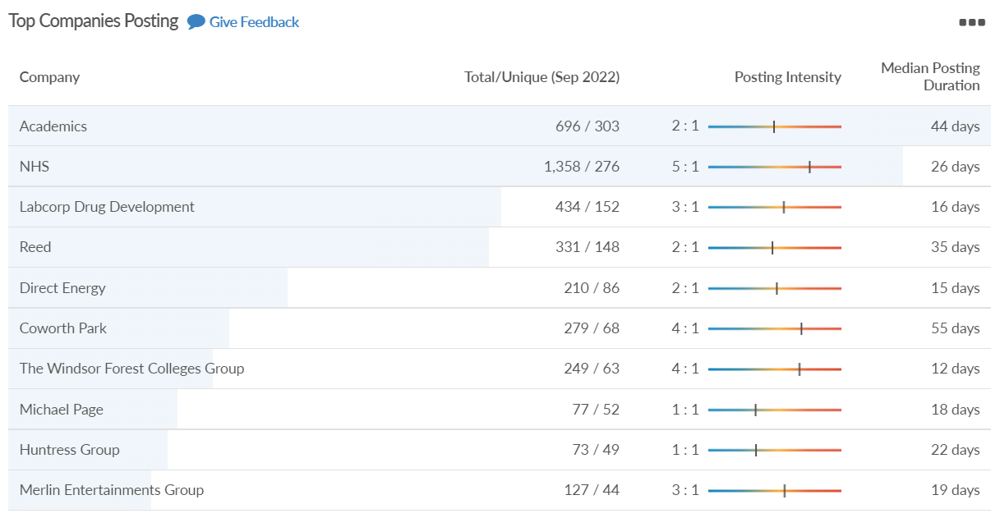 Top Companies Posting Give Feedback
Company Total/Unique (Sep 2022) Posting Intensity Median Posting
Duration
Academics 696 / 303 2 : 1 44 days
NHS 1,358 / 276 5 : 1 26 days
Labcorp Drug Development 434 / 152 3 : 1 16 days
Reed 331 / 148 2 : 1 35 days
Direct Energy 210 / 86 2 : 1 15 days
Coworth Park 279 / 68 4 : 1 55 days
The Windsor Forest Colleges Group 249 / 63 4 : 1 12 days
Michael Page 77 / 52 1 : 1 18 days
Huntress Group 73 / 49 1 : 1 22 days
Merlin Entertainments Group 127 / 44 3 : 1 19 days